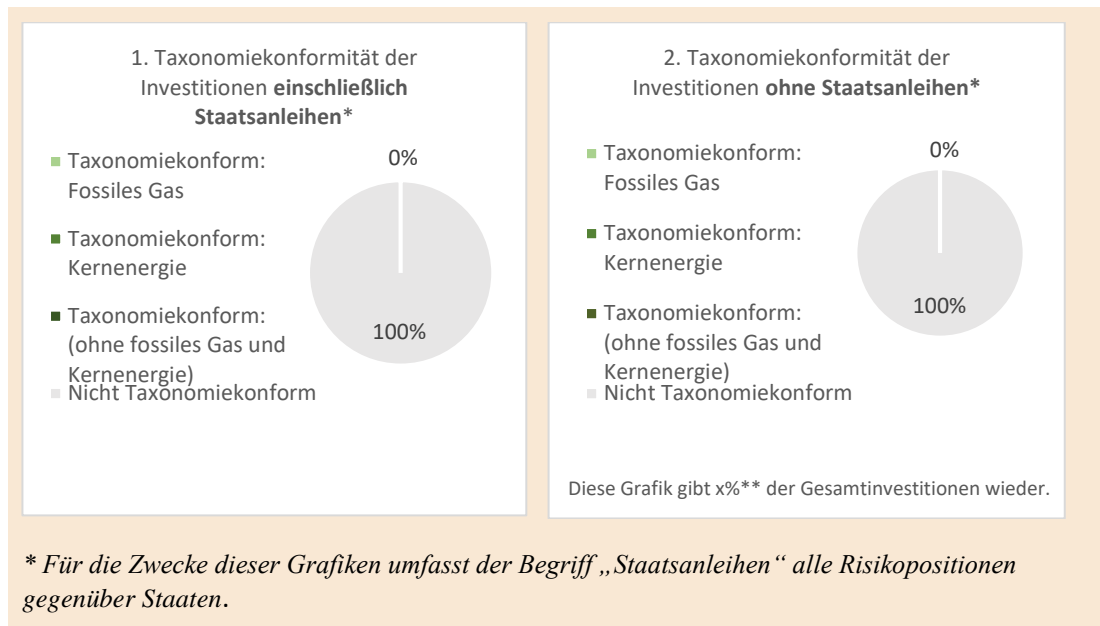 1. Taxonomiekonformität der
Investitionen einschließlich
Staatsanleihen*
Taxonomiekonform:
Fossiles Gas
Taxonomiekonform:
Kernenergie
Taxonomiekonform:
(ohne fossiles Gas und
Kernenergie)
Nicht Taxonomiekonform
0%
100%
2. Taxonomiekonformität der
Investitionen ohne Staatsanleihen*
Taxonomiekonform:
Fossiles Gas
Taxonomiekonform:
Kernenergie
Taxonomiekonform:
(ohne fossiles Gas und
Kernenergie)
Nicht Taxonomiekonform
0%
100%
Diese Grafik gibt x%** der Gesamtinvestitionen wieder.
* Für die Zwecke dieser Grafiken umfasst der Begriff „Staatsanleihen“ alle Risikopositionen
gegenüber Staaten.